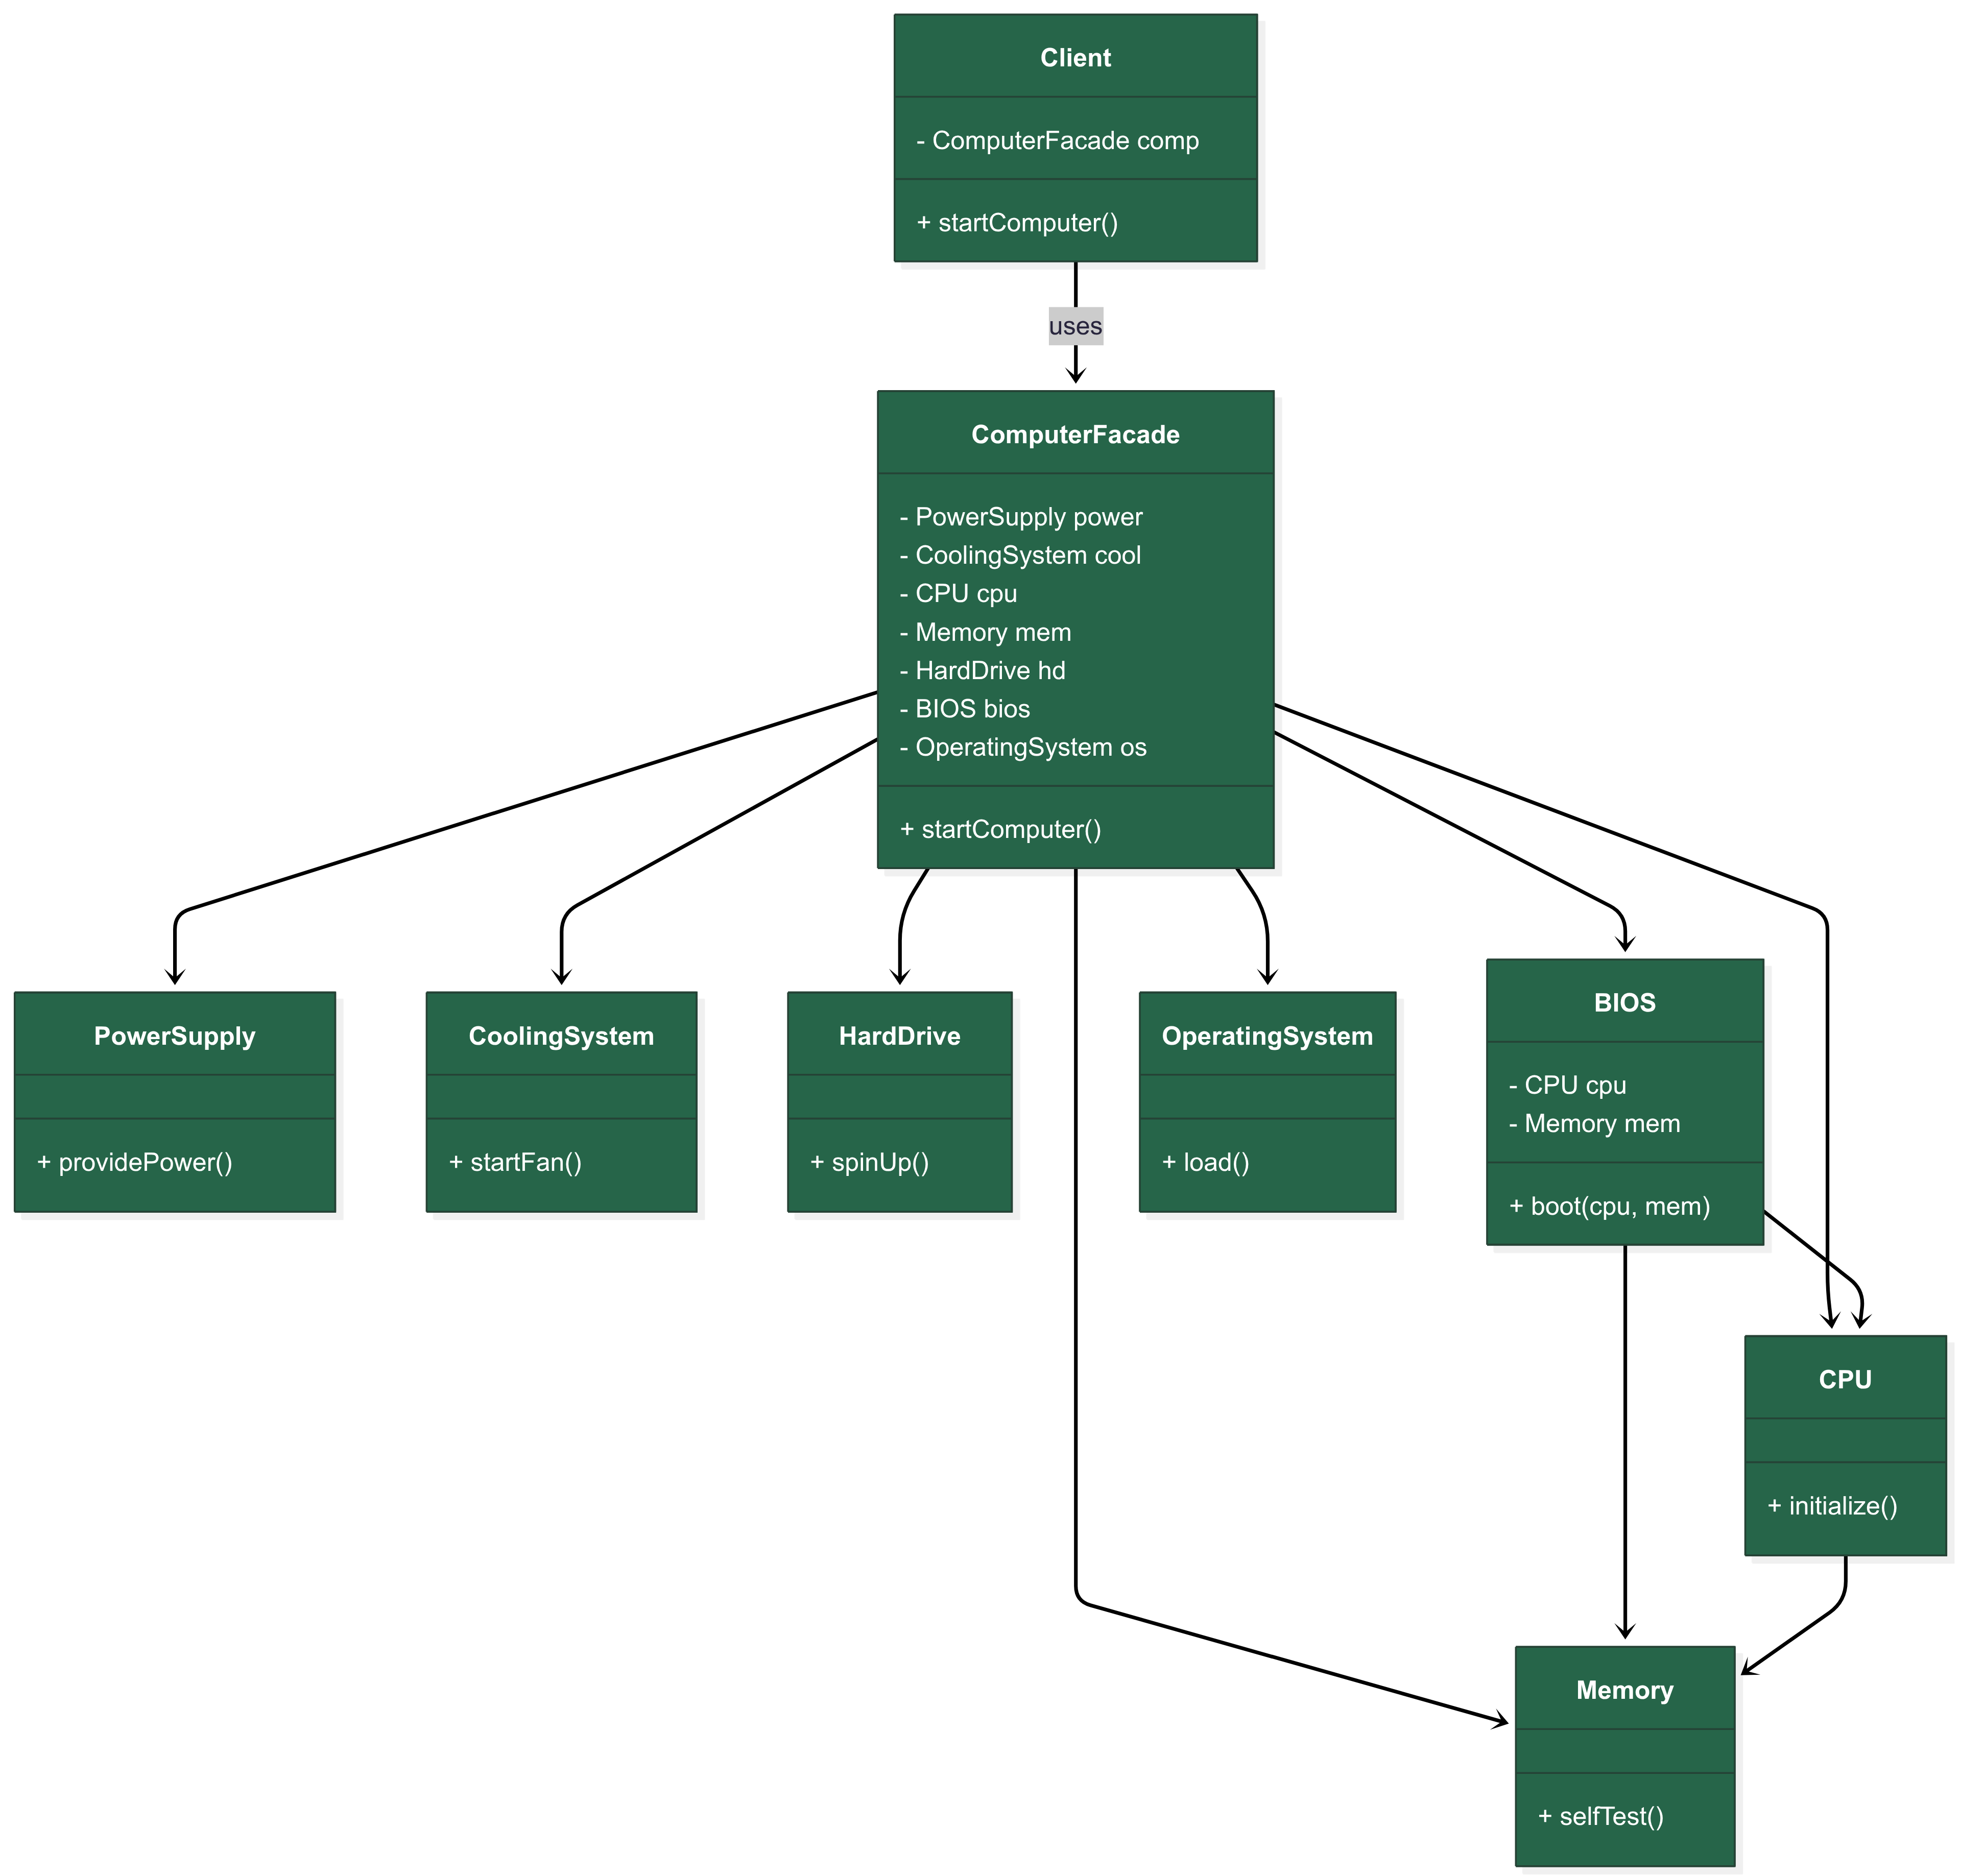 Client
- ComputerFacade comp
+ startComputer()
uses
ComputerFacade
- PowerSupply power
- CoolingSystem cool
- CPU cpu
- Memory mem
- HardDrive hd
- BIOS bios
- OperatingSystem os
+ startComputer()
PowerSupply
+ providePower()
CoolingSystem
+ startFan()
HardDrive
+ spinUp()
OperatingSystem
+ load()
BIOS
- CPU cpu
- Memory mem
+ boot(cpu, mem)
CPU
+ initialize()
Memory
+ selfTest()